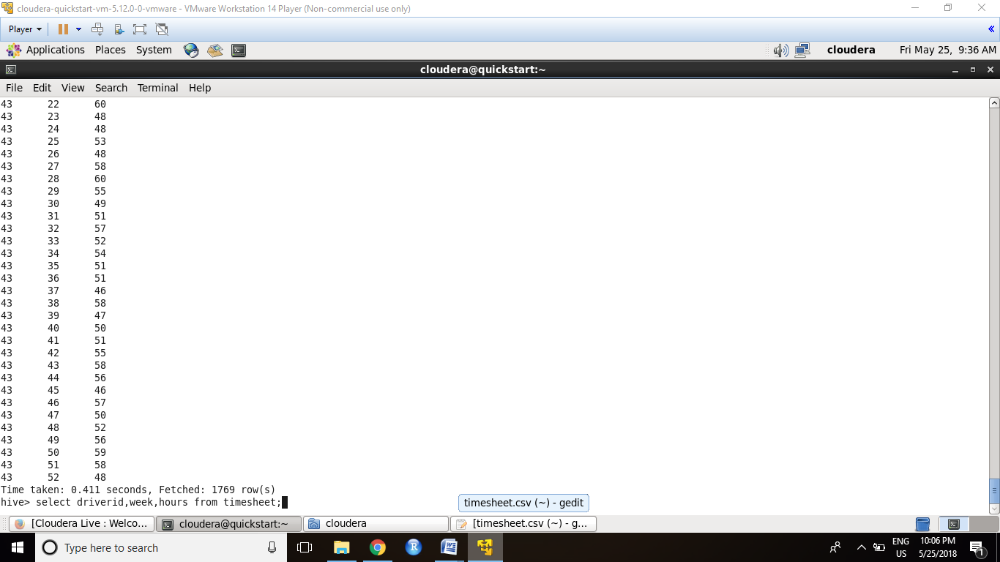 cloudera-quickstart-vm-5.12.0-0-vmware - VMware Workstation 14 Player (Non-commercial use only)
Player
Applications Places System cloudera Fri May 25, 9:36 AM
cloudera@quickstart:~
File Edit View Search Terminal Help
43 22 60
43 23 48
43 24 48
43 25 53
43 26 48
43 27 58
43 28 60
43 29 55
43 30 49
43 31 51
43 32 57
43 33 52
43 34 54
43 35 51
43 36 51
43 37 46
43 38 58
43 39 47
43 40 50
43 41 51
43 42 55
43 43 58
43 44 56
43 45 46
43 46 57
43 47 50
43 48 52
43 49 56
43 50 59
43 51 58
43 52 48
Time taken: 0.411 seconds, Fetched: 1769 row(s)
hive> select driverid,week,hours from timesheet;
timesheet.csv (~) - gedit
[Cloudera Live : Welco... cloudera@quickstart:~ cloudera [timesheet.csv (~) - g...
Type here to search
R
W
ENG
US
10:06 PM
5/25/2018
1